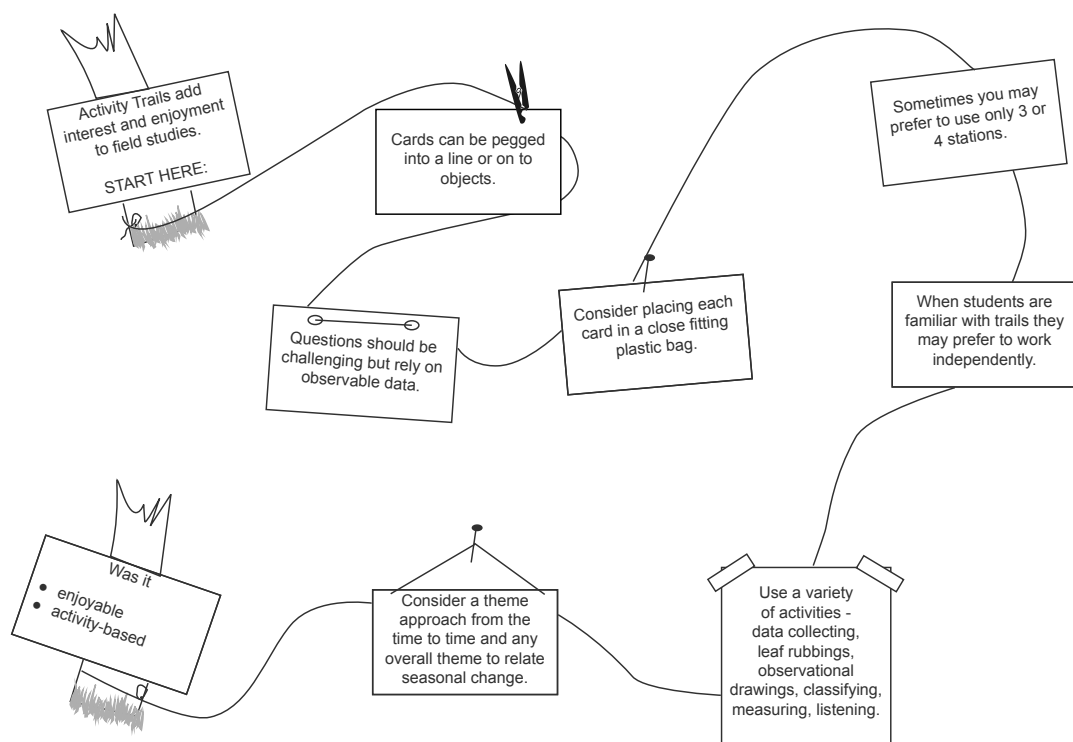 Activity Trails add
interest and enjoyment
to field studies.
START HERE:
Cards can be pegged
into a line or on to
objects.
Questions should be
challenging but rely on
observable data.
Consider placing each
card in a close fitting
plastic bag.
Sometimes you may
prefer to use only 3 or
4 stations.
When students are
familiar with trails they
may prefer to work
independently.
Use a variety
of activities -
data collecting,
leaf rubbings,
observational
drawings, classifying,
measuring, listening.
Consider a theme
approach from the
time to time and any
overall theme to relate
seasonal change.
Was it
• enjoyable
• activity-based